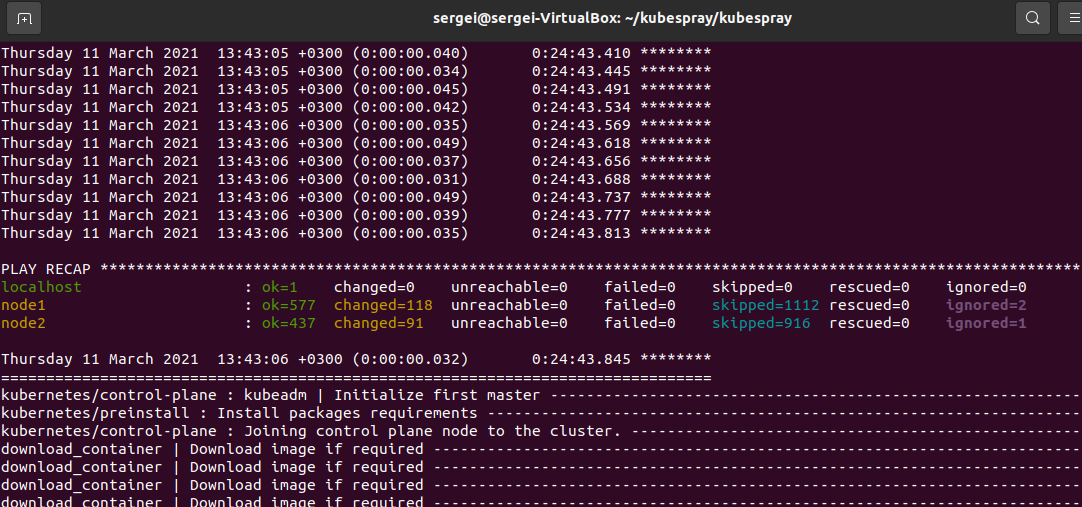 sergei@sergei-VirtualBox: ~/kubespray/kubespray
Thursday 11 March 2021  13:43:05 +0300 (0:00:00.040)       0:24:43.410 ********
Thursday 11 March 2021  13:43:05 +0300 (0:00:00.034)       0:24:43.445 ********
Thursday 11 March 2021  13:43:05 +0300 (0:00:00.045)       0:24:43.491 ********
Thursday 11 March 2021  13:43:05 +0300 (0:00:00.042)       0:24:43.534 ********
Thursday 11 March 2021  13:43:06 +0300 (0:00:00.035)       0:24:43.569 ********
Thursday 11 March 2021  13:43:06 +0300 (0:00:00.049)       0:24:43.618 ********
Thursday 11 March 2021  13:43:06 +0300 (0:00:00.037)       0:24:43.656 ********
Thursday 11 March 2021  13:43:06 +0300 (0:00:00.031)       0:24:43.688 ********
Thursday 11 March 2021  13:43:06 +0300 (0:00:00.049)       0:24:43.737 ********
Thursday 11 March 2021  13:43:06 +0300 (0:00:00.039)       0:24:43.777 ********
Thursday 11 March 2021  13:43:06 +0300 (0:00:00.035)       0:24:43.813 ********
PLAY RECAP *************************************************************************************************************
localhost                  : ok=1    changed=0    unreachable=0    failed=0    skipped=0    rescued=0    ignored=0
node1                      : ok=577  changed=118  unreachable=0    failed=0    skipped=1112 rescued=0    ignored=2
node2                      : ok=437  changed=91   unreachable=0    failed=0    skipped=916  rescued=0    ignored=1
Thursday 11 March 2021  13:43:06 +0300 (0:00:00.032)       0:24:43.845 ********
===============================================================================
kubernetes/control-plane : kubeadm | Initialize first master -----------------------------------------------------------
kubernetes/preinstall : Install packages requirements ------------------------------------------------------------------
kubernetes/control-plane : Joining control plane node to the cluster. --------------------------------------------------
download_container | Download image if required ------------------------------------------------------------------------
download_container | Download image if required ------------------------------------------------------------------------
download_container | Download image if required ------------------------------------------------------------------------
download_container | Download image if required ------------------------------------------------------------------------